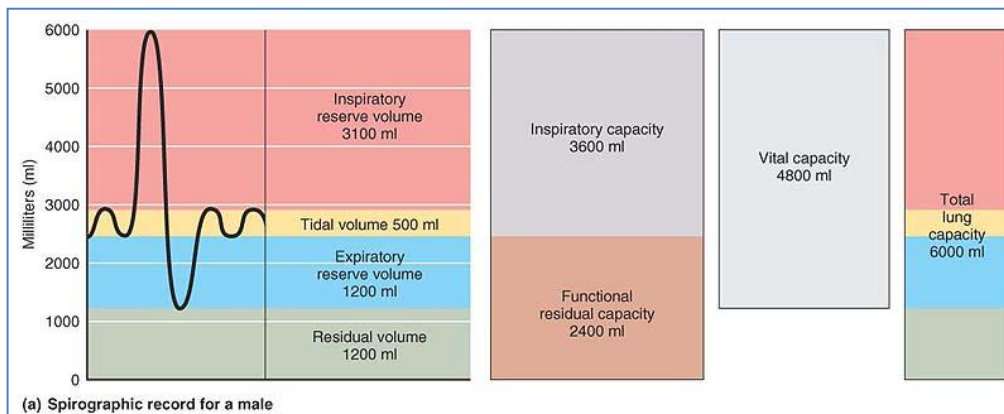 6000
5000
4000
3000
2000
1000
0
Milliliters (ml)
Inspiratory
reserve volume
3100 ml
Tidal volume 500 ml
Expiratory
reserve volume
1200 ml
Residual volume
1200 ml
Inspiratory capacity
3600 ml
Functional
residual capacity
2400 ml
Vital capacity
4800 ml
Total
lung
capacity
6000 ml
(a) Spirographic record for a male